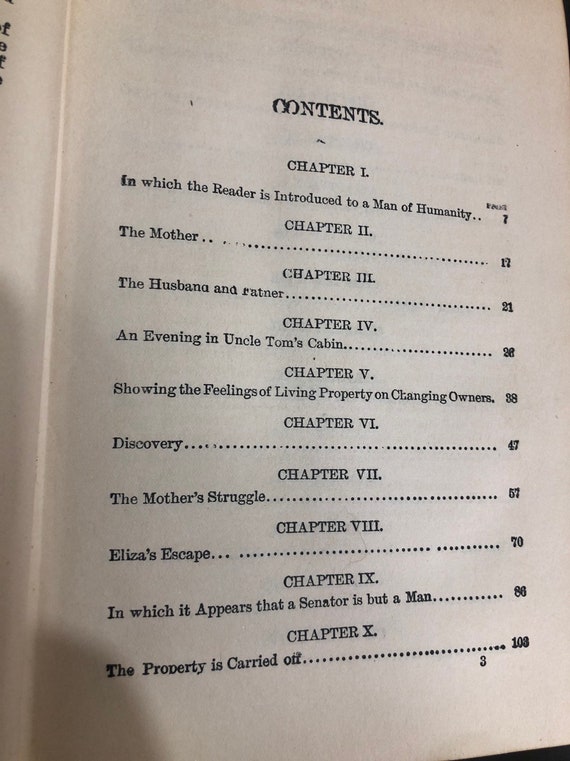 CONTENTS.
CHAPTER I.
PAGE
In which the Reader is Introduced to a Man of Humanity.. 7
CHAPTER II.
The Mother.......................................... 17
CHAPTER III.
The Husband and Father.............................. 21
CHAPTER IV.
An Evening in Uncle Tom's Cabin..................... 26
CHAPTER V.
Showing the Feelings of Living Property on Changing Owners. 38
CHAPTER VI.
Discovery........................................... 47
CHAPTER VII.
The Mother's Struggle............................... 57
CHAPTER VIII.
Eliza's Escape... .................................. 70
CHAPTER IX.
In which it Appears that a Senator is but a Man............ 86
CHAPTER X.
The Property is Carried off............................... 103
3